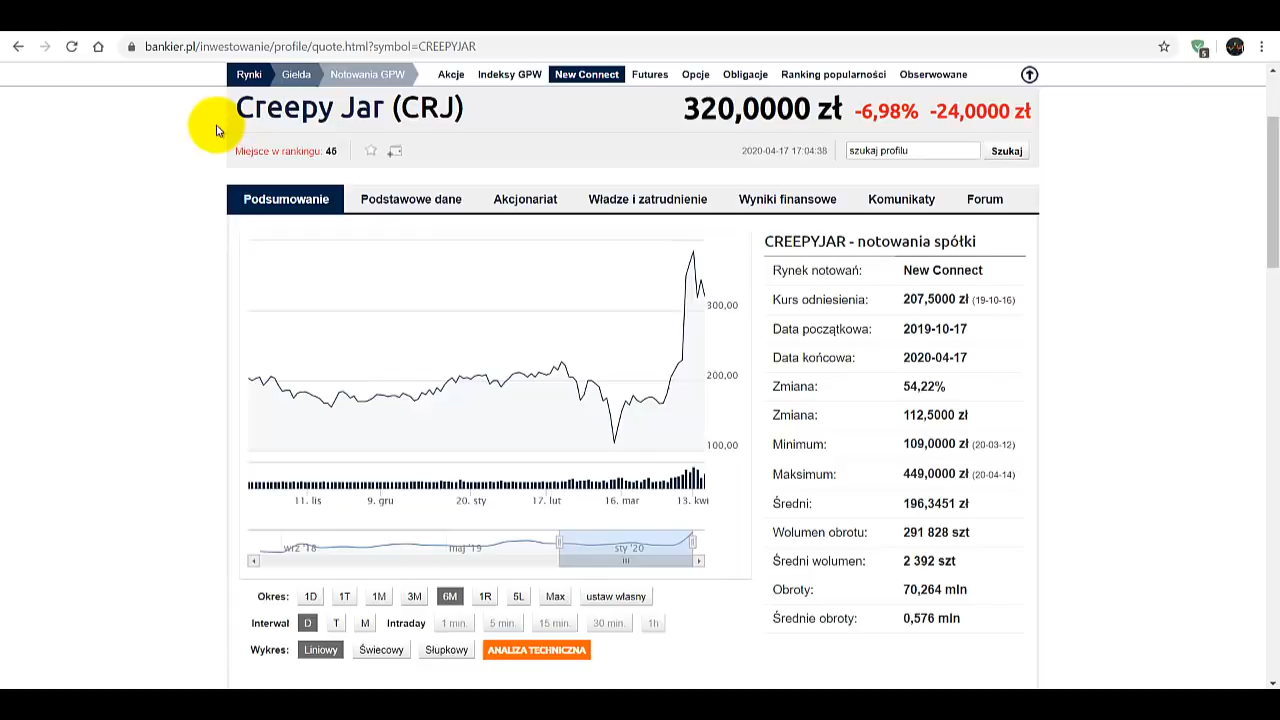 bankier.pl/inwestowanie/profile/quote.html?symbol=CREEPYJAR
5
Rynki Giełda Notowania GPW Akcje Indeksy GPW New Connect Futures Opcje Obligacje Ranking popularności Obserwowane
Creepy Jar (CRJ) 320,0000 zł -6,98% -24,0000 zł
Miejsce w rankingu: 46 2020-04-17 17:04:38 szukaj profilu Szukaj
Podsumowanie Podstawowe dane Akcjonariat Władze i zatrudnienie Wyniki finansowe Komunikaty Forum
CREEPYJAR - notowania spółki
Rynek notowań: New Connect
Kurs odniesienia: 207,5000 zł (19-10-16)
Data początkowa: 2019-10-17
Data końcowa: 2020-04-17
Zmiana: 54,22%
Zmiana: 112,5000 zł
Minimum: 109,0000 zł (20-03-12)
Maksimum: 449,0000 zł (20-04-14)
Średni: 196,3451 zł
Wolumen obrotu: 291 828 szt
Średni wolumen: 2 392 szt
Obroty: 70,264 mln
Średnie obroty: 0,576 mln
300,00
200,00
100,00
11. lis 9. gru 20. sty 17. lut 16. mar 13. kwi
wrz '18 maj '19 sty '20
Okres: 1D 1T 1M 3M 6M 1R 5L Max ustaw własny
Interwał D T M Intraday 1 min. 5 min. 15 min. 30 min. 1h
Wykres: Liniowy Świecowy Słupkowy ANALIZA TECHNICZNA